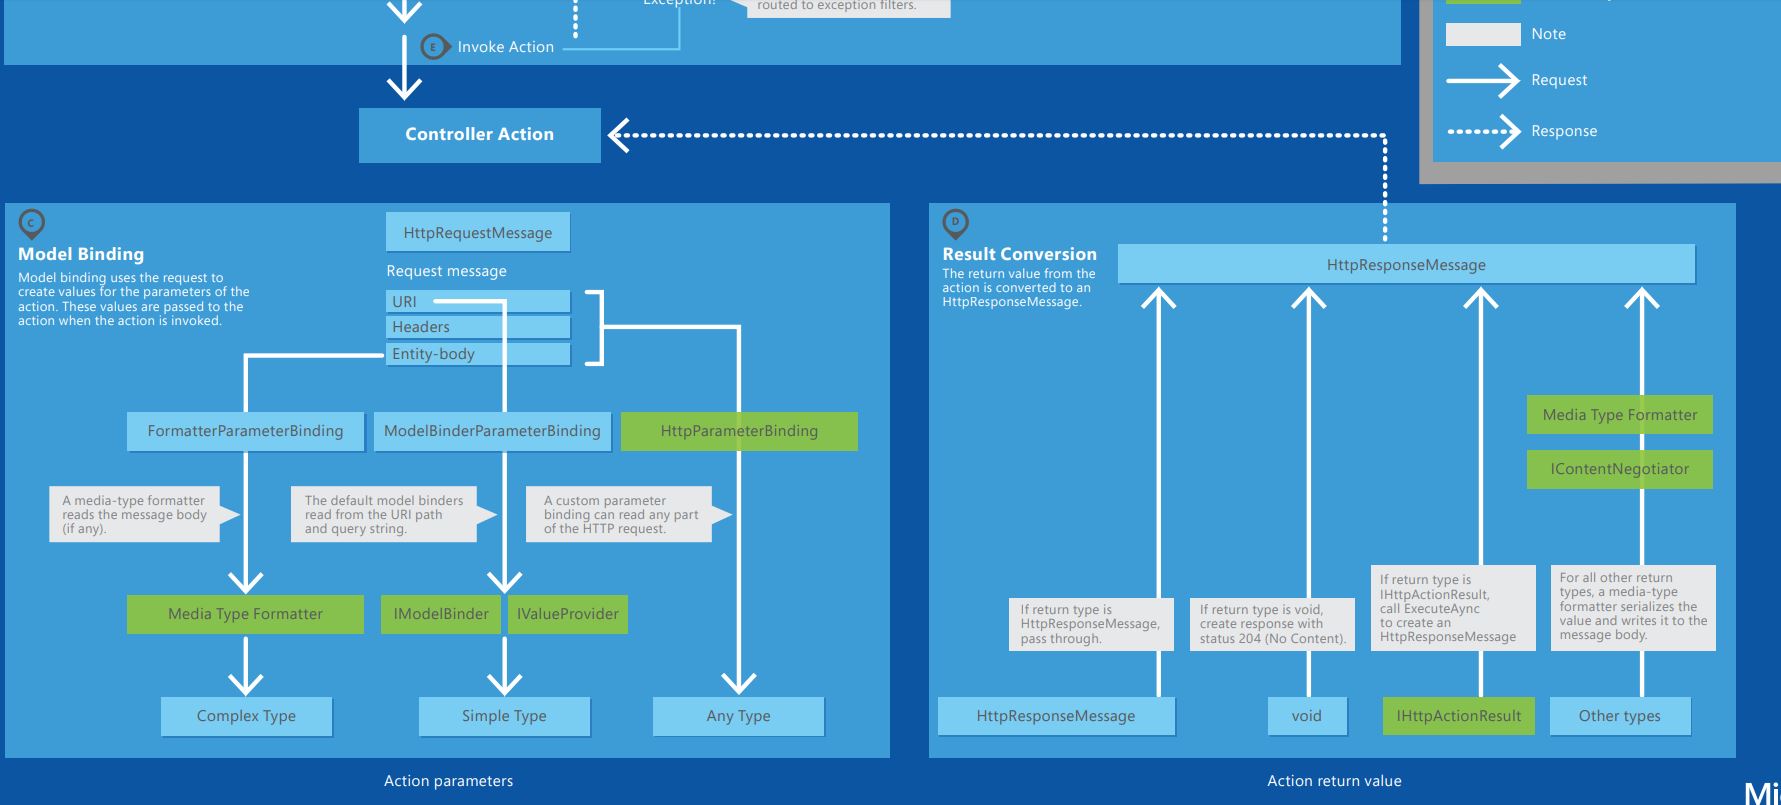 Exception?
routed to exception filters.
E
Invoke Action
Note
Request
Response
Controller Action
C
Model Binding
Model binding uses the request to
create values for the parameters of the
action. These values are passed to the
action when the action is invoked.
HttpRequestMessage
Request message
URI
Headers
Entity-body
FormatterParameterBinding
ModelBinderParameterBinding
HttpParameterBinding
A media-type formatter
reads the message body
(if any).
The default model binders
read from the URI path
and query string.
A custom parameter
binding can read any part
of the HTTP request.
Media Type Formatter
IModelBinder
IValueProvider
Complex Type
Simple Type
Any Type
Action parameters
D
Result Conversion
The return value from the
action is converted to an
HttpResponseMessage.
HttpResponseMessage
Media Type Formatter
IContentNegotiator
If return type is
HttpResponseMessage,
pass through.
If return type is void,
create response with
status 204 (No Content).
If return type is
IHttpActionResult,
call ExecuteAync
to create an
HttpResponseMessage
For all other return
types, a media-type
formatter serializes the
value and writes it to the
message body.
HttpResponseMessage
void
IHttpActionResult
Other types
Action return value